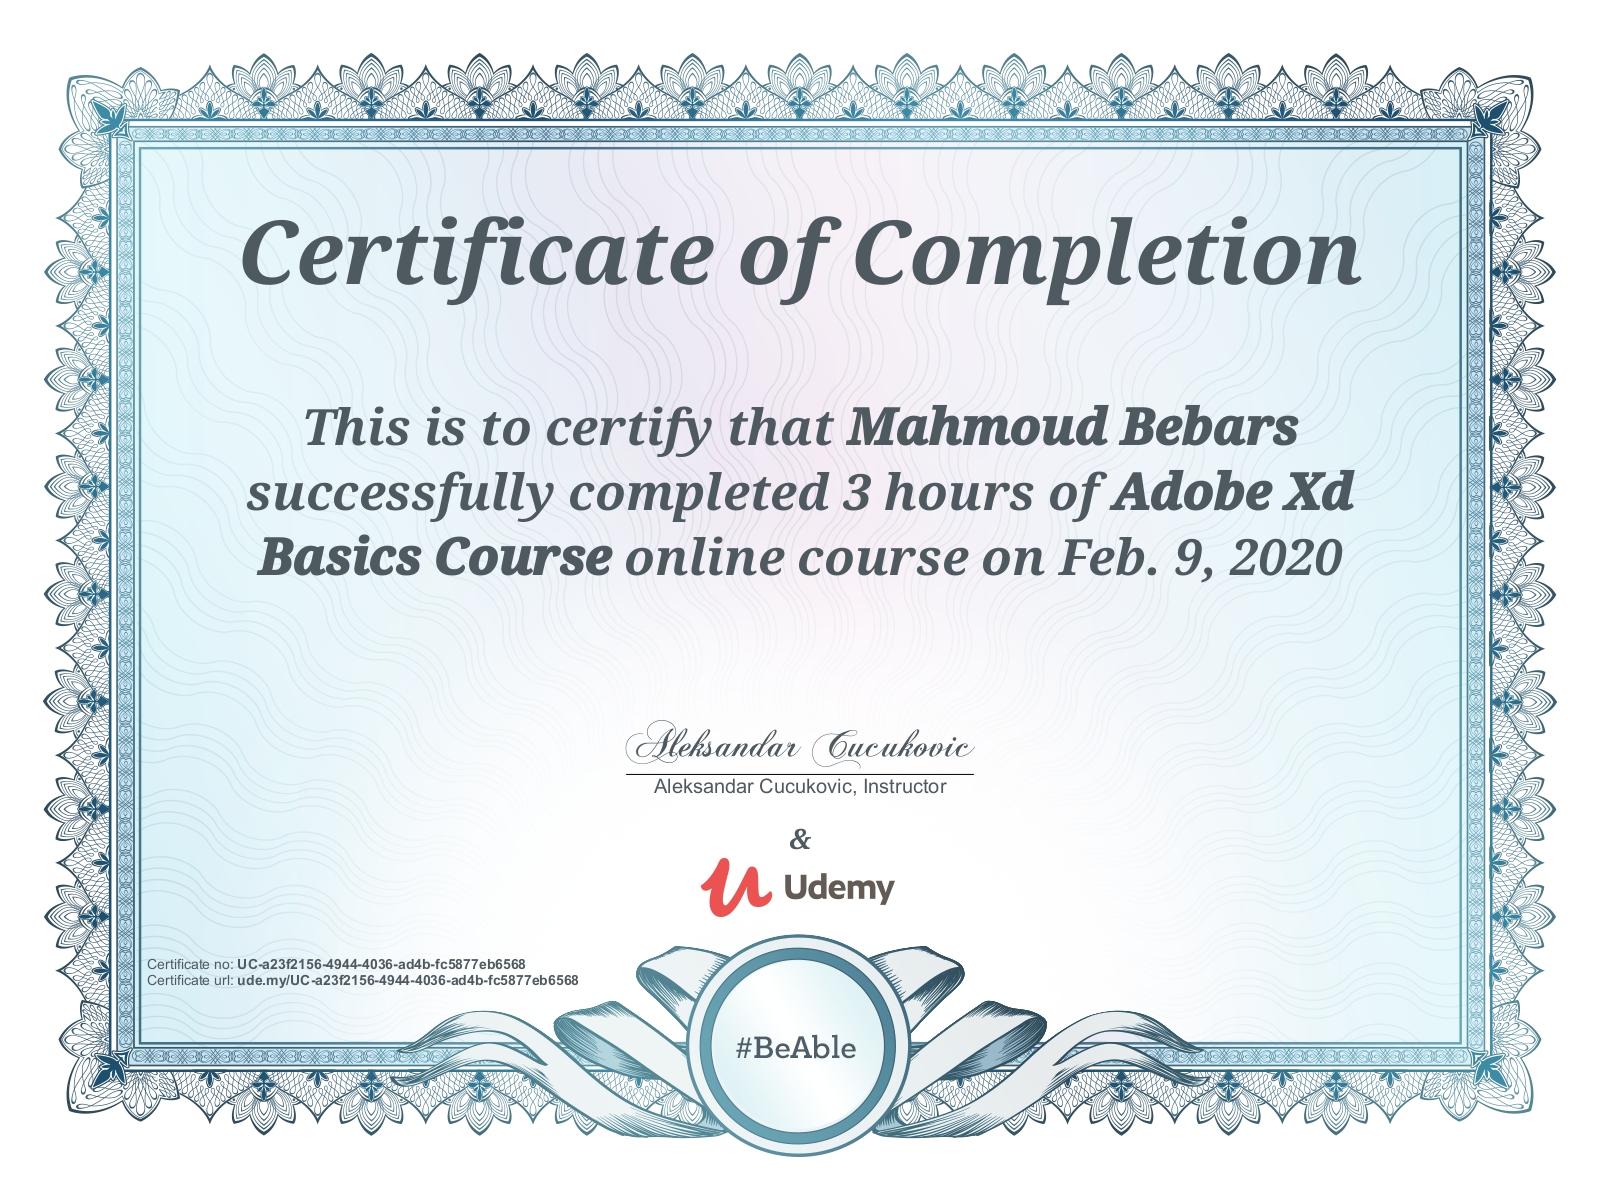 Certificate of Completion
This is to certify that Mahmoud Bebars
successfully completed 3 hours of Adobe Xd
Basics Course online course on Feb. 9, 2020
Aleksandar Cucukovic
Aleksandar Cucukovic, Instructor
&
Udemy
Certificate no: UC-a23f2156-4944-4036-ad4b-fc5877eb6568
Certificate url: ude.my/UC-a23f2156-4944-4036-ad4b-fc5877eb6568
#BeAble